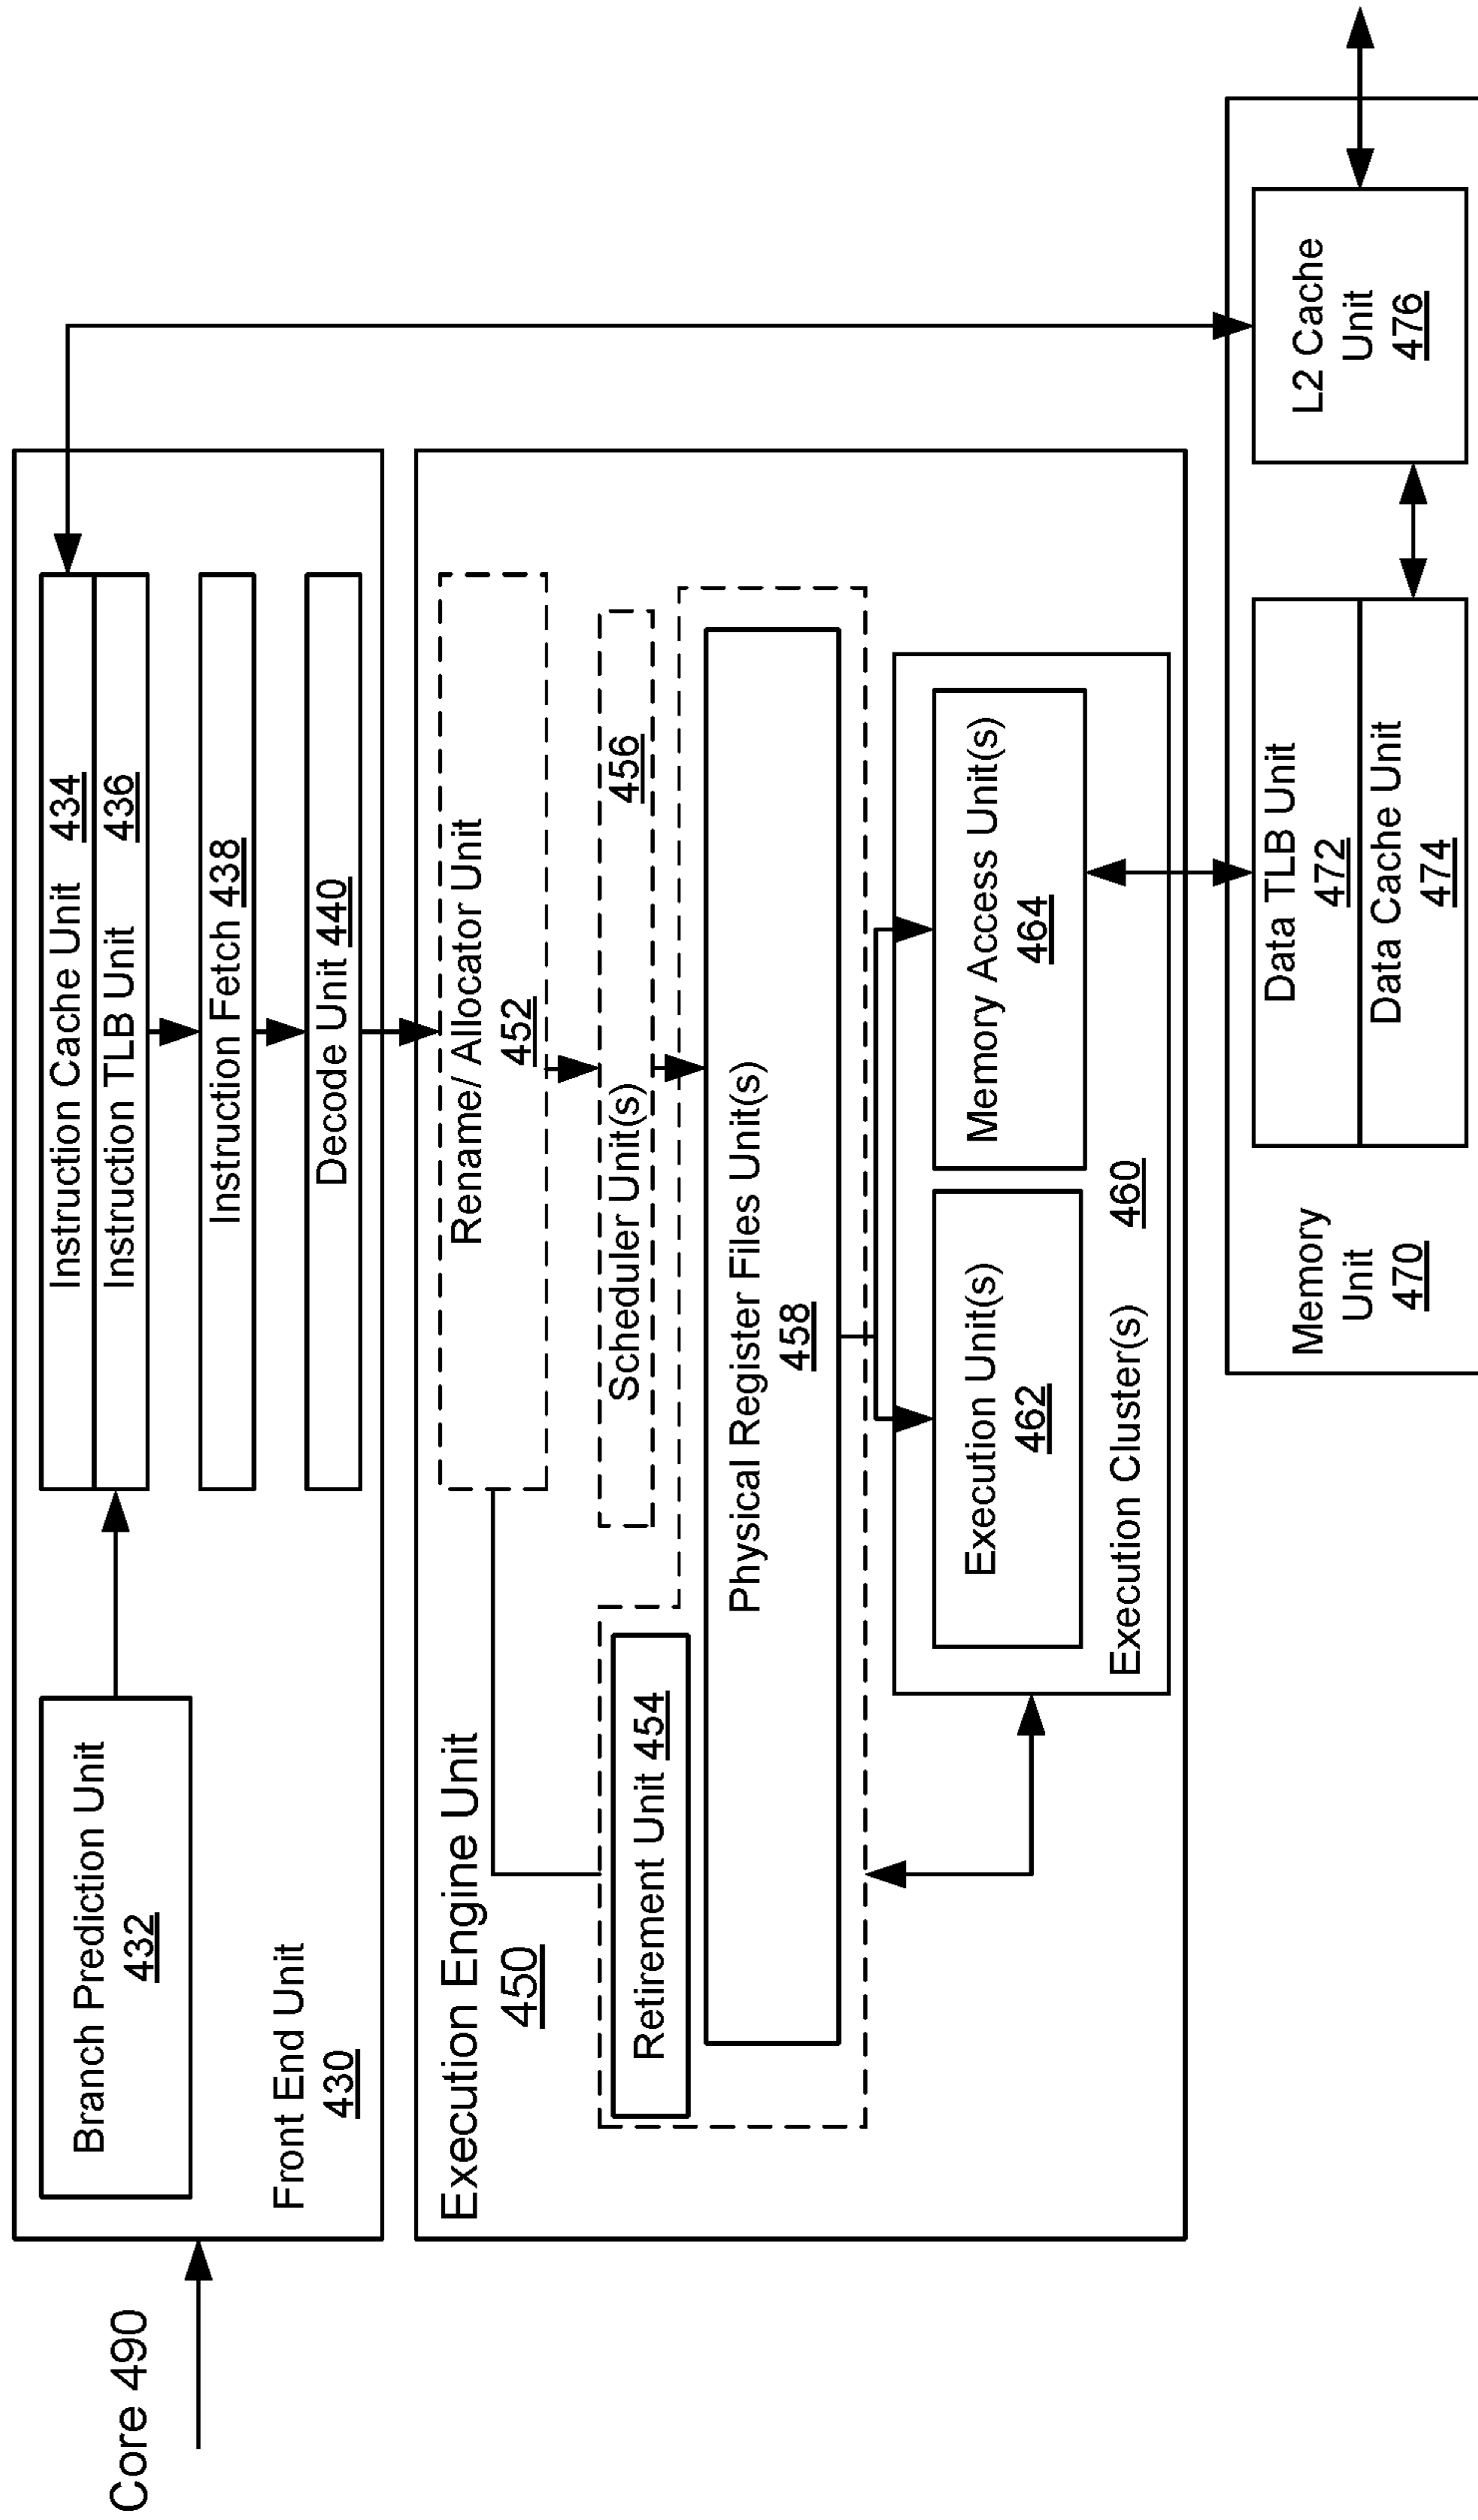 Core 490
Branch Prediction Unit
432
Front End Unit
430
Instruction Cache Unit 434
Instruction TLB Unit 436
Instruction Fetch 438
Decode Unit 440
Execution Engine Unit
450
Rename/ Allocator Unit
452
Scheduler Unit(s) 456
Retirement Unit 454
Physical Register Files Unit(s)
458
Execution Unit(s)
462
Memory Access Unit(s)
464
Execution Cluster(s) 460
Memory
Unit
470
Data TLB Unit
472
Data Cache Unit
474
L2 Cache
Unit
476